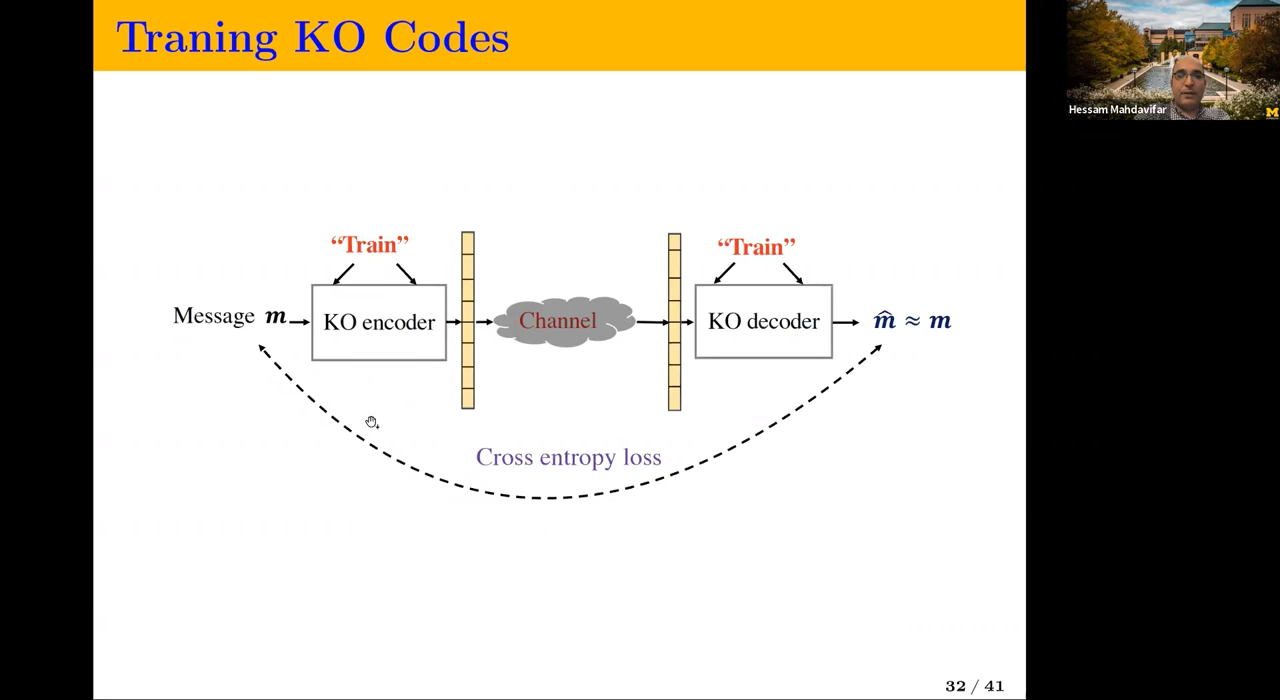 Traning KO Codes
Hessam Mahdavifar
M
“Train”
“Train”
Message m
KO encoder
Channel
KO decoder
m̂ ≈ m
Cross entropy loss
32 / 41